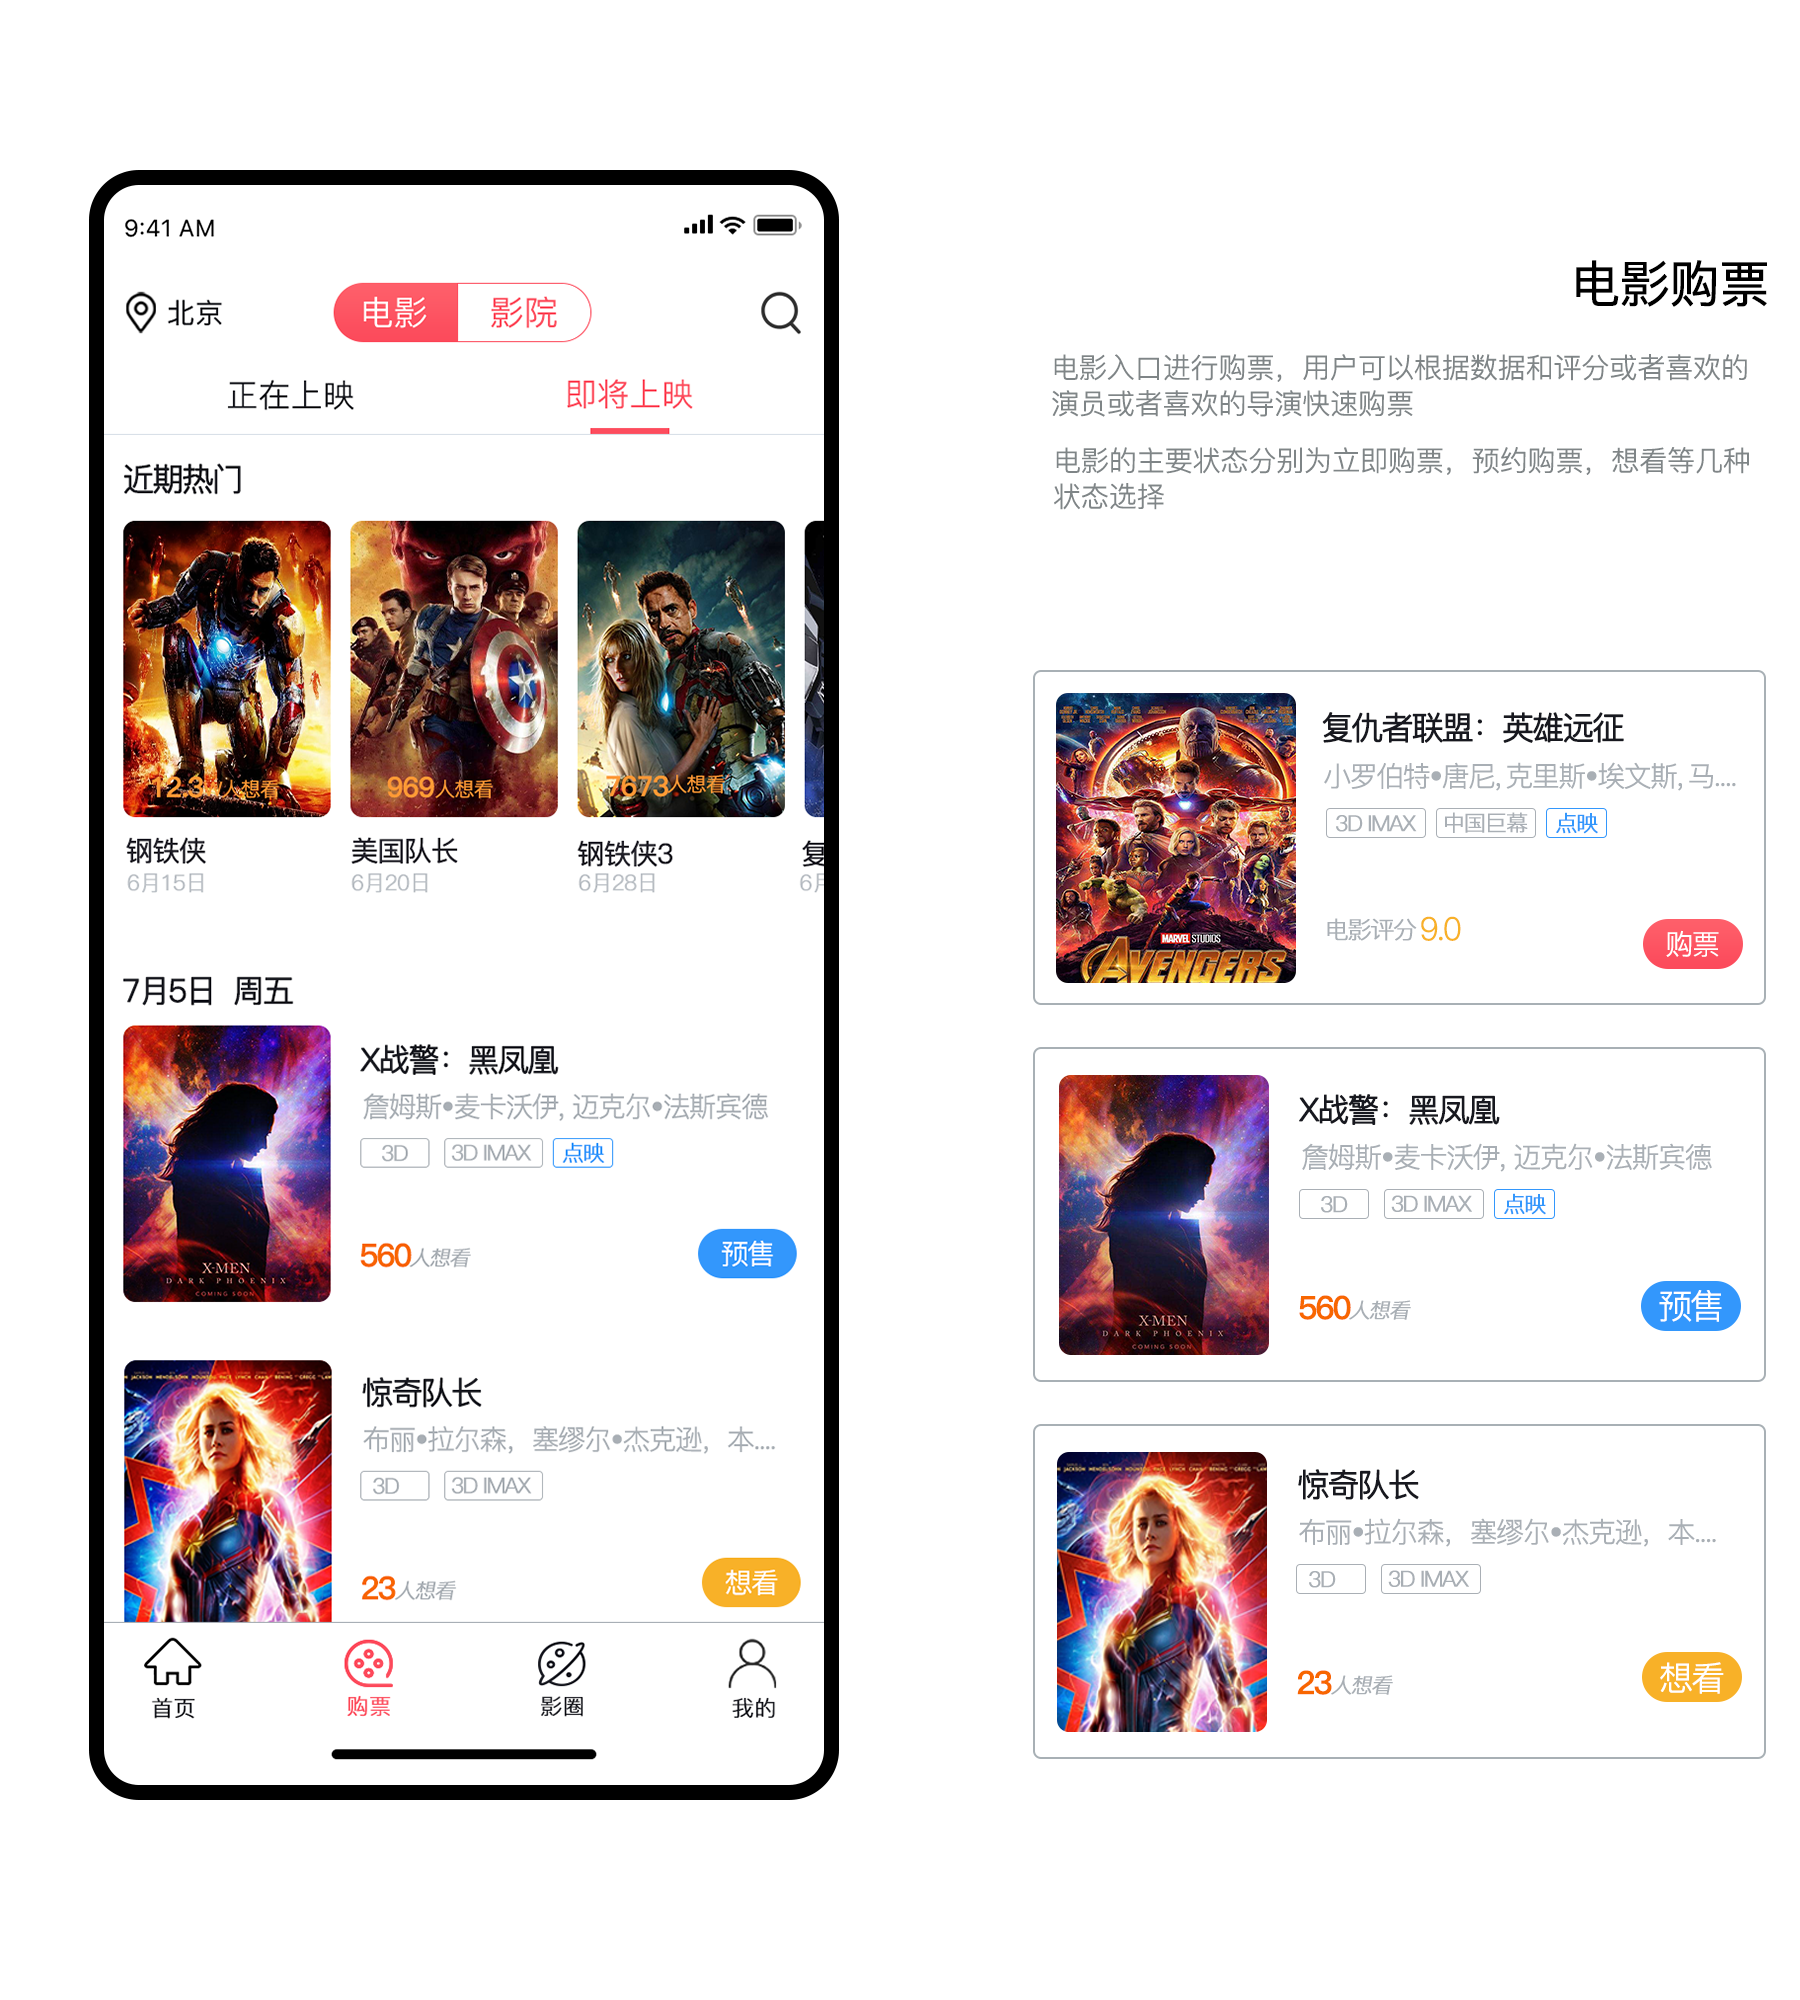 9:41 AM
北京
电影
影院
正在上映
即将上映
近期热门
12.3 人想看
969人想看
7673人想看
钢铁侠
6月15日
美国队长
6月20日
钢铁侠3
6月28日
7月5日 周五
X-MEN
DARK PHOENIX
COMING SOON
X战警：黑凤凰
詹姆斯•麦卡沃伊, 迈克尔•法斯宾德
3D
3D IMAX
点映
560人想看
预售
惊奇队长
布丽•拉尔森，塞缪尔•杰克逊，本....
3D
3D IMAX
23人想看
想看
首页
购票
影圈
我的
电影购票
电影入口进行购票，用户可以根据数据和评分或者喜欢的
演员或者喜欢的导演快速购票
电影的主要状态分别为立即购票，预约购票，想看等几种
状态选择
MARVEL STUDIOS
AVENGERS
复仇者联盟：英雄远征
小罗伯特•唐尼, 克里斯•埃文斯, 马....
3D IMAX
中国巨幕
点映
电影评分 9.0
购票
X-MEN
DARK PHOENIX
COMING SOON
X战警：黑凤凰
詹姆斯•麦卡沃伊, 迈克尔•法斯宾德
3D
3D IMAX
点映
560人想看
预售
惊奇队长
布丽•拉尔森，塞缪尔•杰克逊，本....
3D
3D IMAX
23人想看
想看